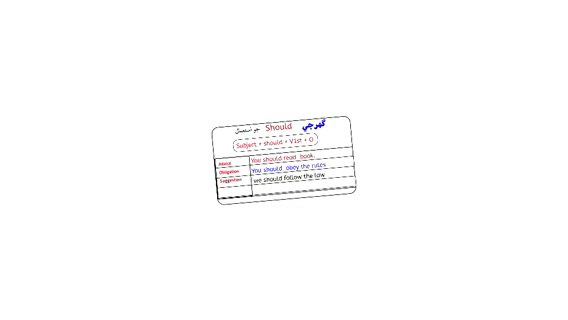 گهرجي Should جو استعمال
Subject + should + V1st + O
Advice You should read book.
Obligation You should obey the rules
Suggestion we should follow the law